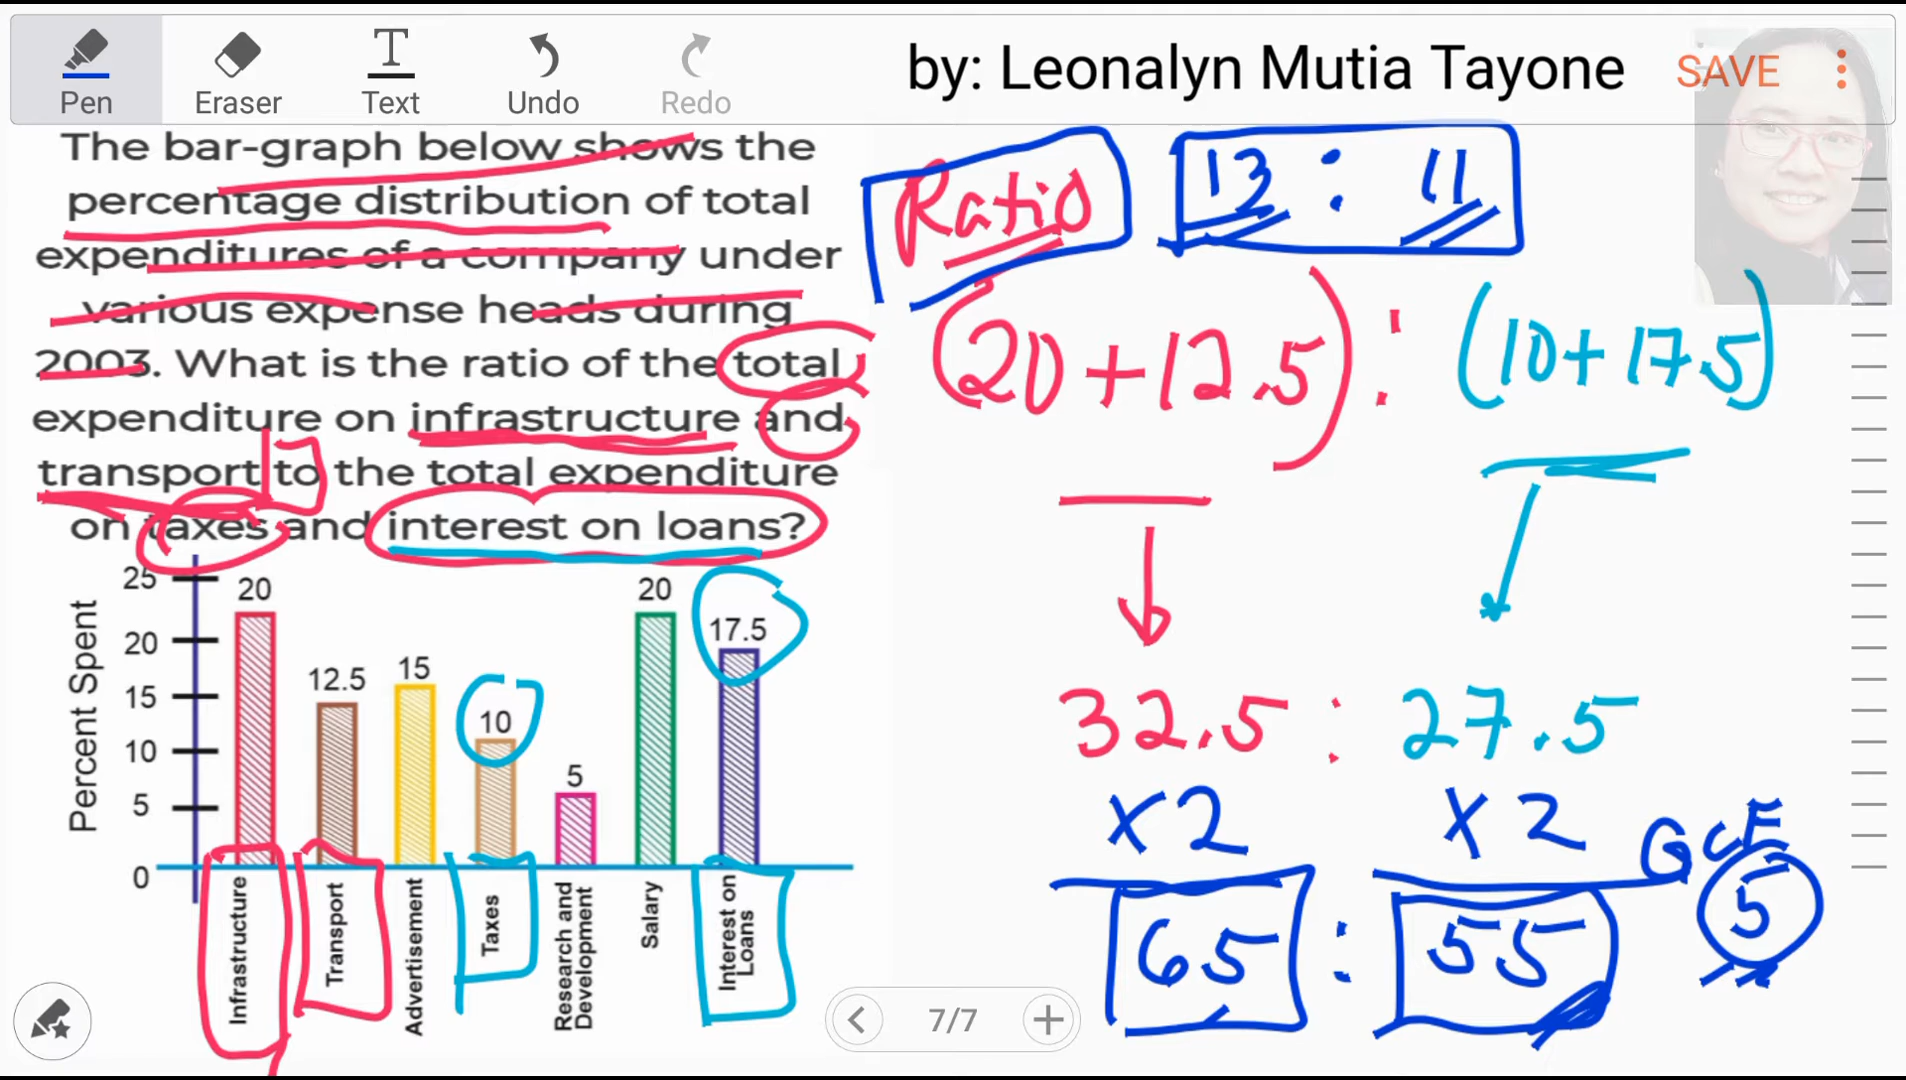 Pen
Eraser
Text
Undo
Redo
by: Leonalyn Mutia Tayone
SAVE
The bar-graph below shows the
percentage distribution of total
expenditures of a company under
various expense heads during
2003. What is the ratio of the total
expenditure on infrastructure and
transport to the total expenditure
on taxes and interest on loans?
Percent Spent
25
20
15
10
5
0
20
12.5
15
10
5
20
17.5
Infrastructure
Transport
Advertisement
Taxes
Research and
Development
Salary
Interest on
Loans
Ratio
13 : 11
(20+12.5) : (10+17.5)
32.5 : 27.5
x2 x2
GCF
5
65 : 55
7/7